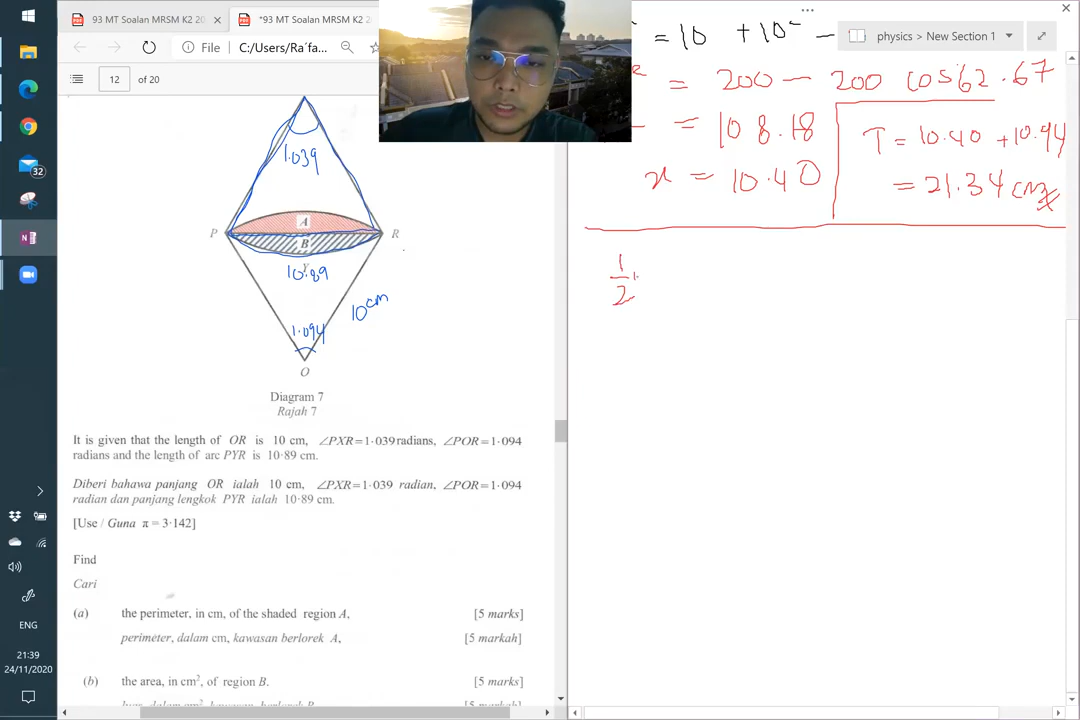 93 MT Soalan MRSM K2 20
*93 MT Soalan MRSM K2 2
File
C:/Users/Ra´fa...
12 of 20
1.039
P
A
R
B
Y
10.89
10 cm
1.094
O
Diagram 7
Rajah 7
It is given that the length of OR is 10 cm, ∠PXR=1·039 radians, ∠POR=1·094
radians and the length of arc PYR is 10·89 cm.
Diberi bahawa panjang OR ialah 10 cm, ∠PXR=1·039 radian, ∠POR=1·094
radian dan panjang lengkok PYR ialah 10·89 cm.
[Use / Guna π = 3·142]
Find
Cari
(a) the perimeter, in cm, of the shaded region A, [5 marks]
perimeter, dalam cm, kawasan berlorek A, [5 markah]
(b) the area, in cm², of region B. [5 marks]
32
ENG
21:39
24/11/2020
physics > New Section 1
= 10 + 10² −
= 200 − 200 cos 62.67
= 108.18
x = 10.40
T = 10.40 + 10.94
= 21.34 cm
1/2